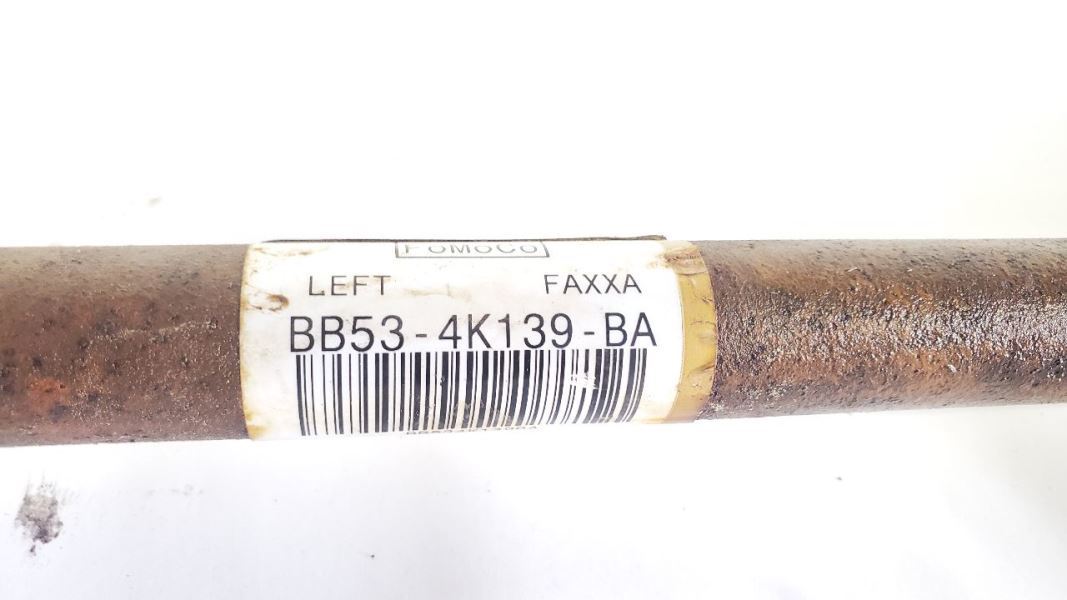 FoMoCo
LEFT FAXXA
BB53-4K139-BA